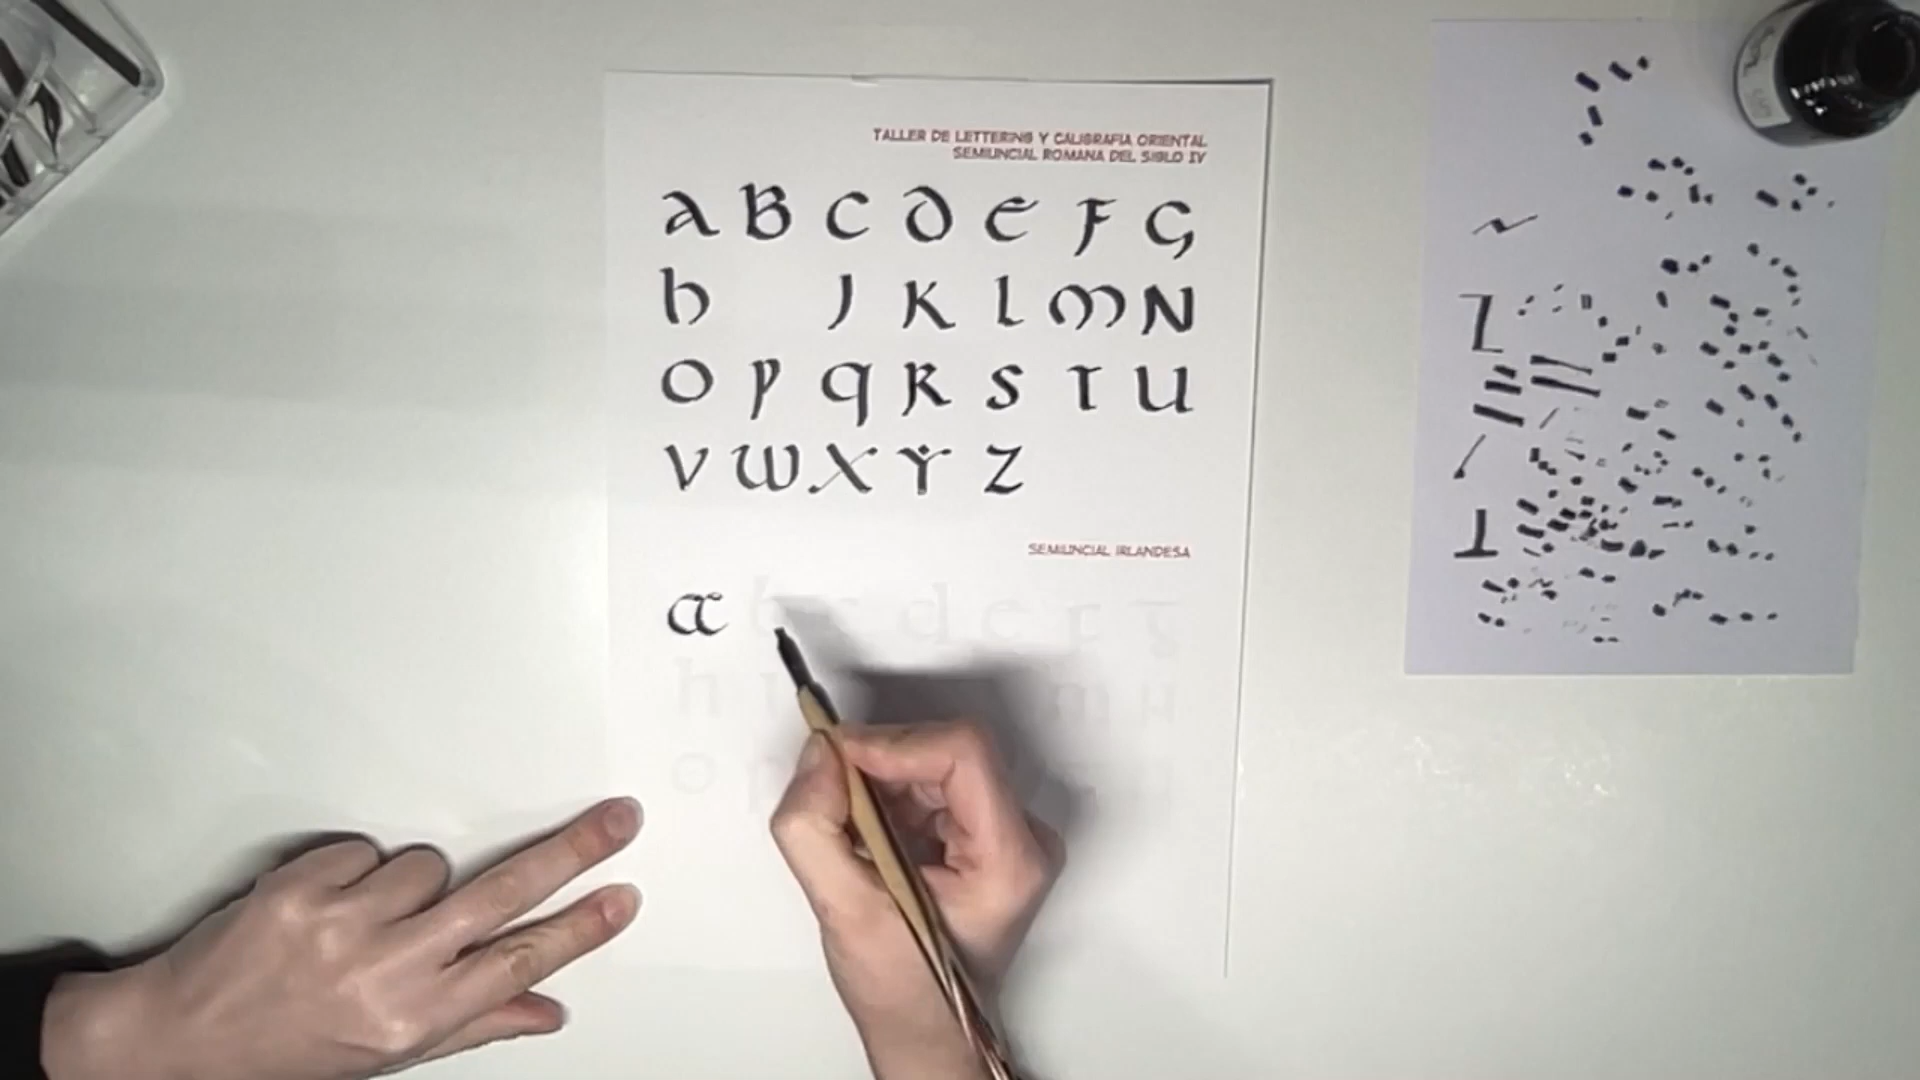 TALLER DE LETTERING Y CALIGRAFIA ORIENTAL
SEMIUNCIAL ROMANA DEL SIGLO IV
a B C d e F G
h J K l m N
o p q R s T U
V W X Y Z
SEMIUNCIAL IRLANDESA
a b c d e f g
h m n
o p